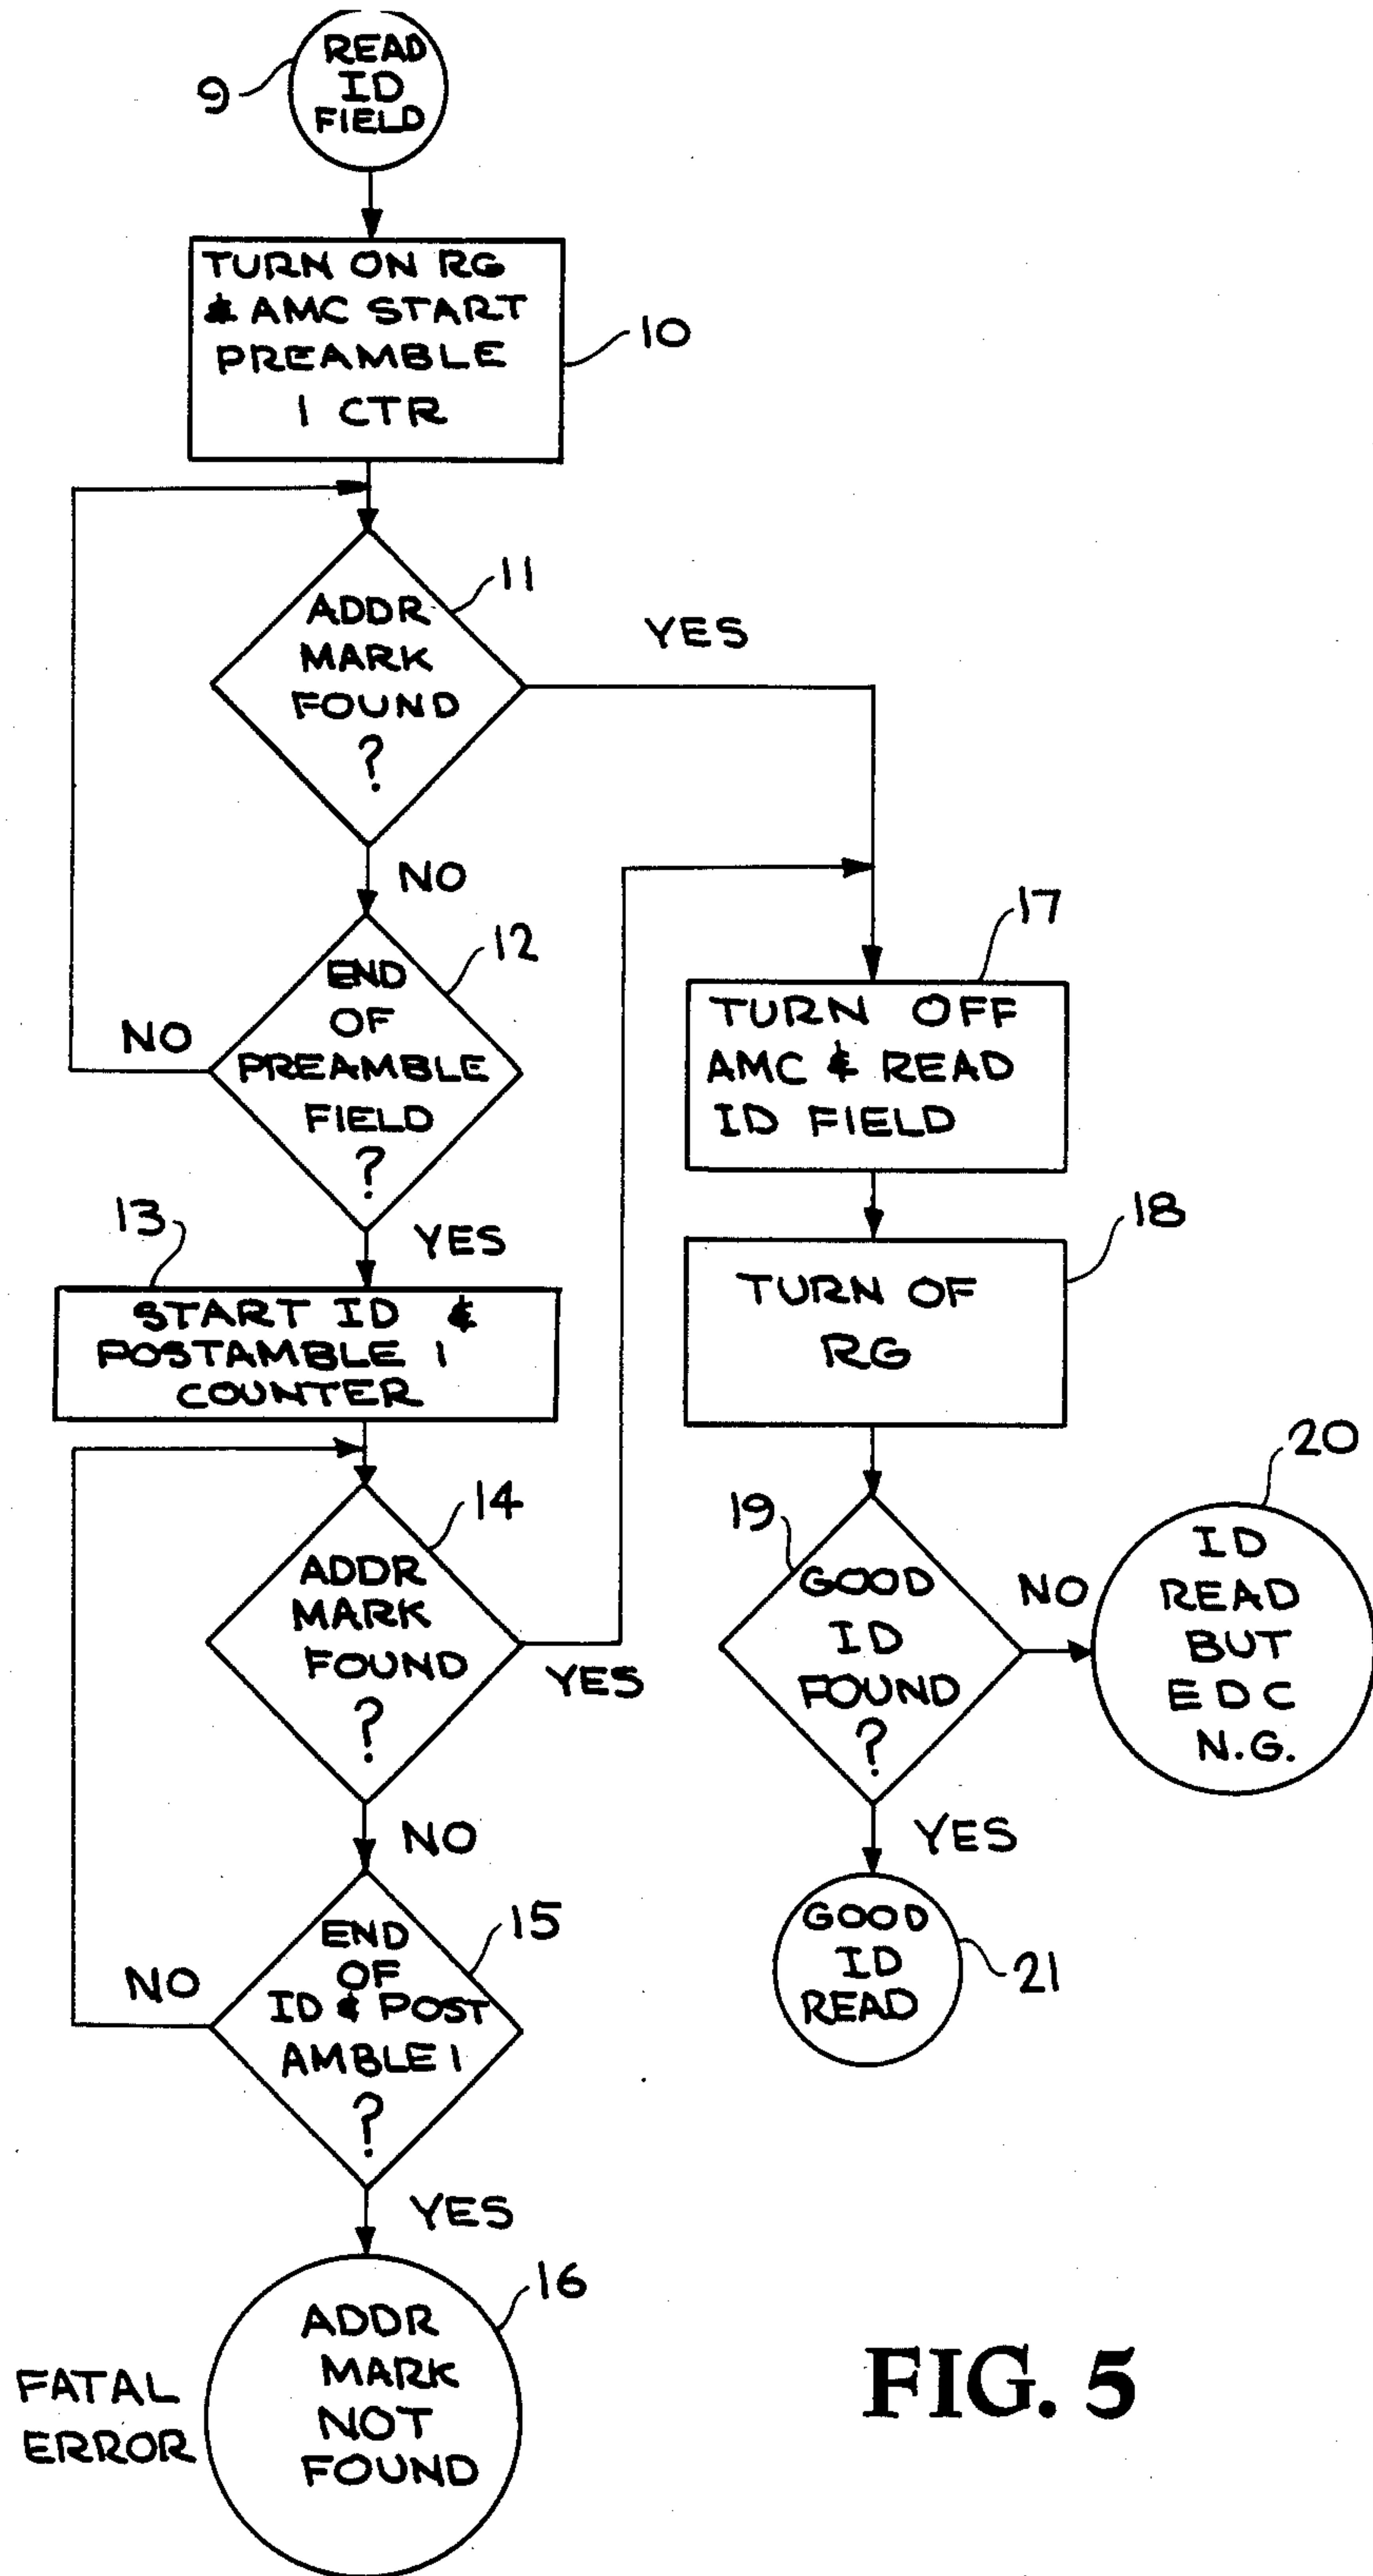 READ
ID
FIELD
9
TURN ON RG
& AMC START
PREAMBLE
1 CTR
10
ADDR
MARK
FOUND
?
11
YES
NO
END
OF
PREAMBLE
FIELD
?
12
NO
YES
13
START ID &
POSTAMBLE 1
COUNTER
ADDR
MARK
FOUND
?
14
YES
NO
END
OF
ID & POST
AMBLE 1
?
15
NO
YES
ADDR
MARK
NOT
FOUND
16
FATAL
ERROR
17
TURN OFF
AMC & READ
ID FIELD
18
TURN OF
RG
19
GOOD
ID
FOUND
?
NO
20
ID
READ
BUT
EDC
N.G.
YES
GOOD
ID
READ
21
FIG. 5